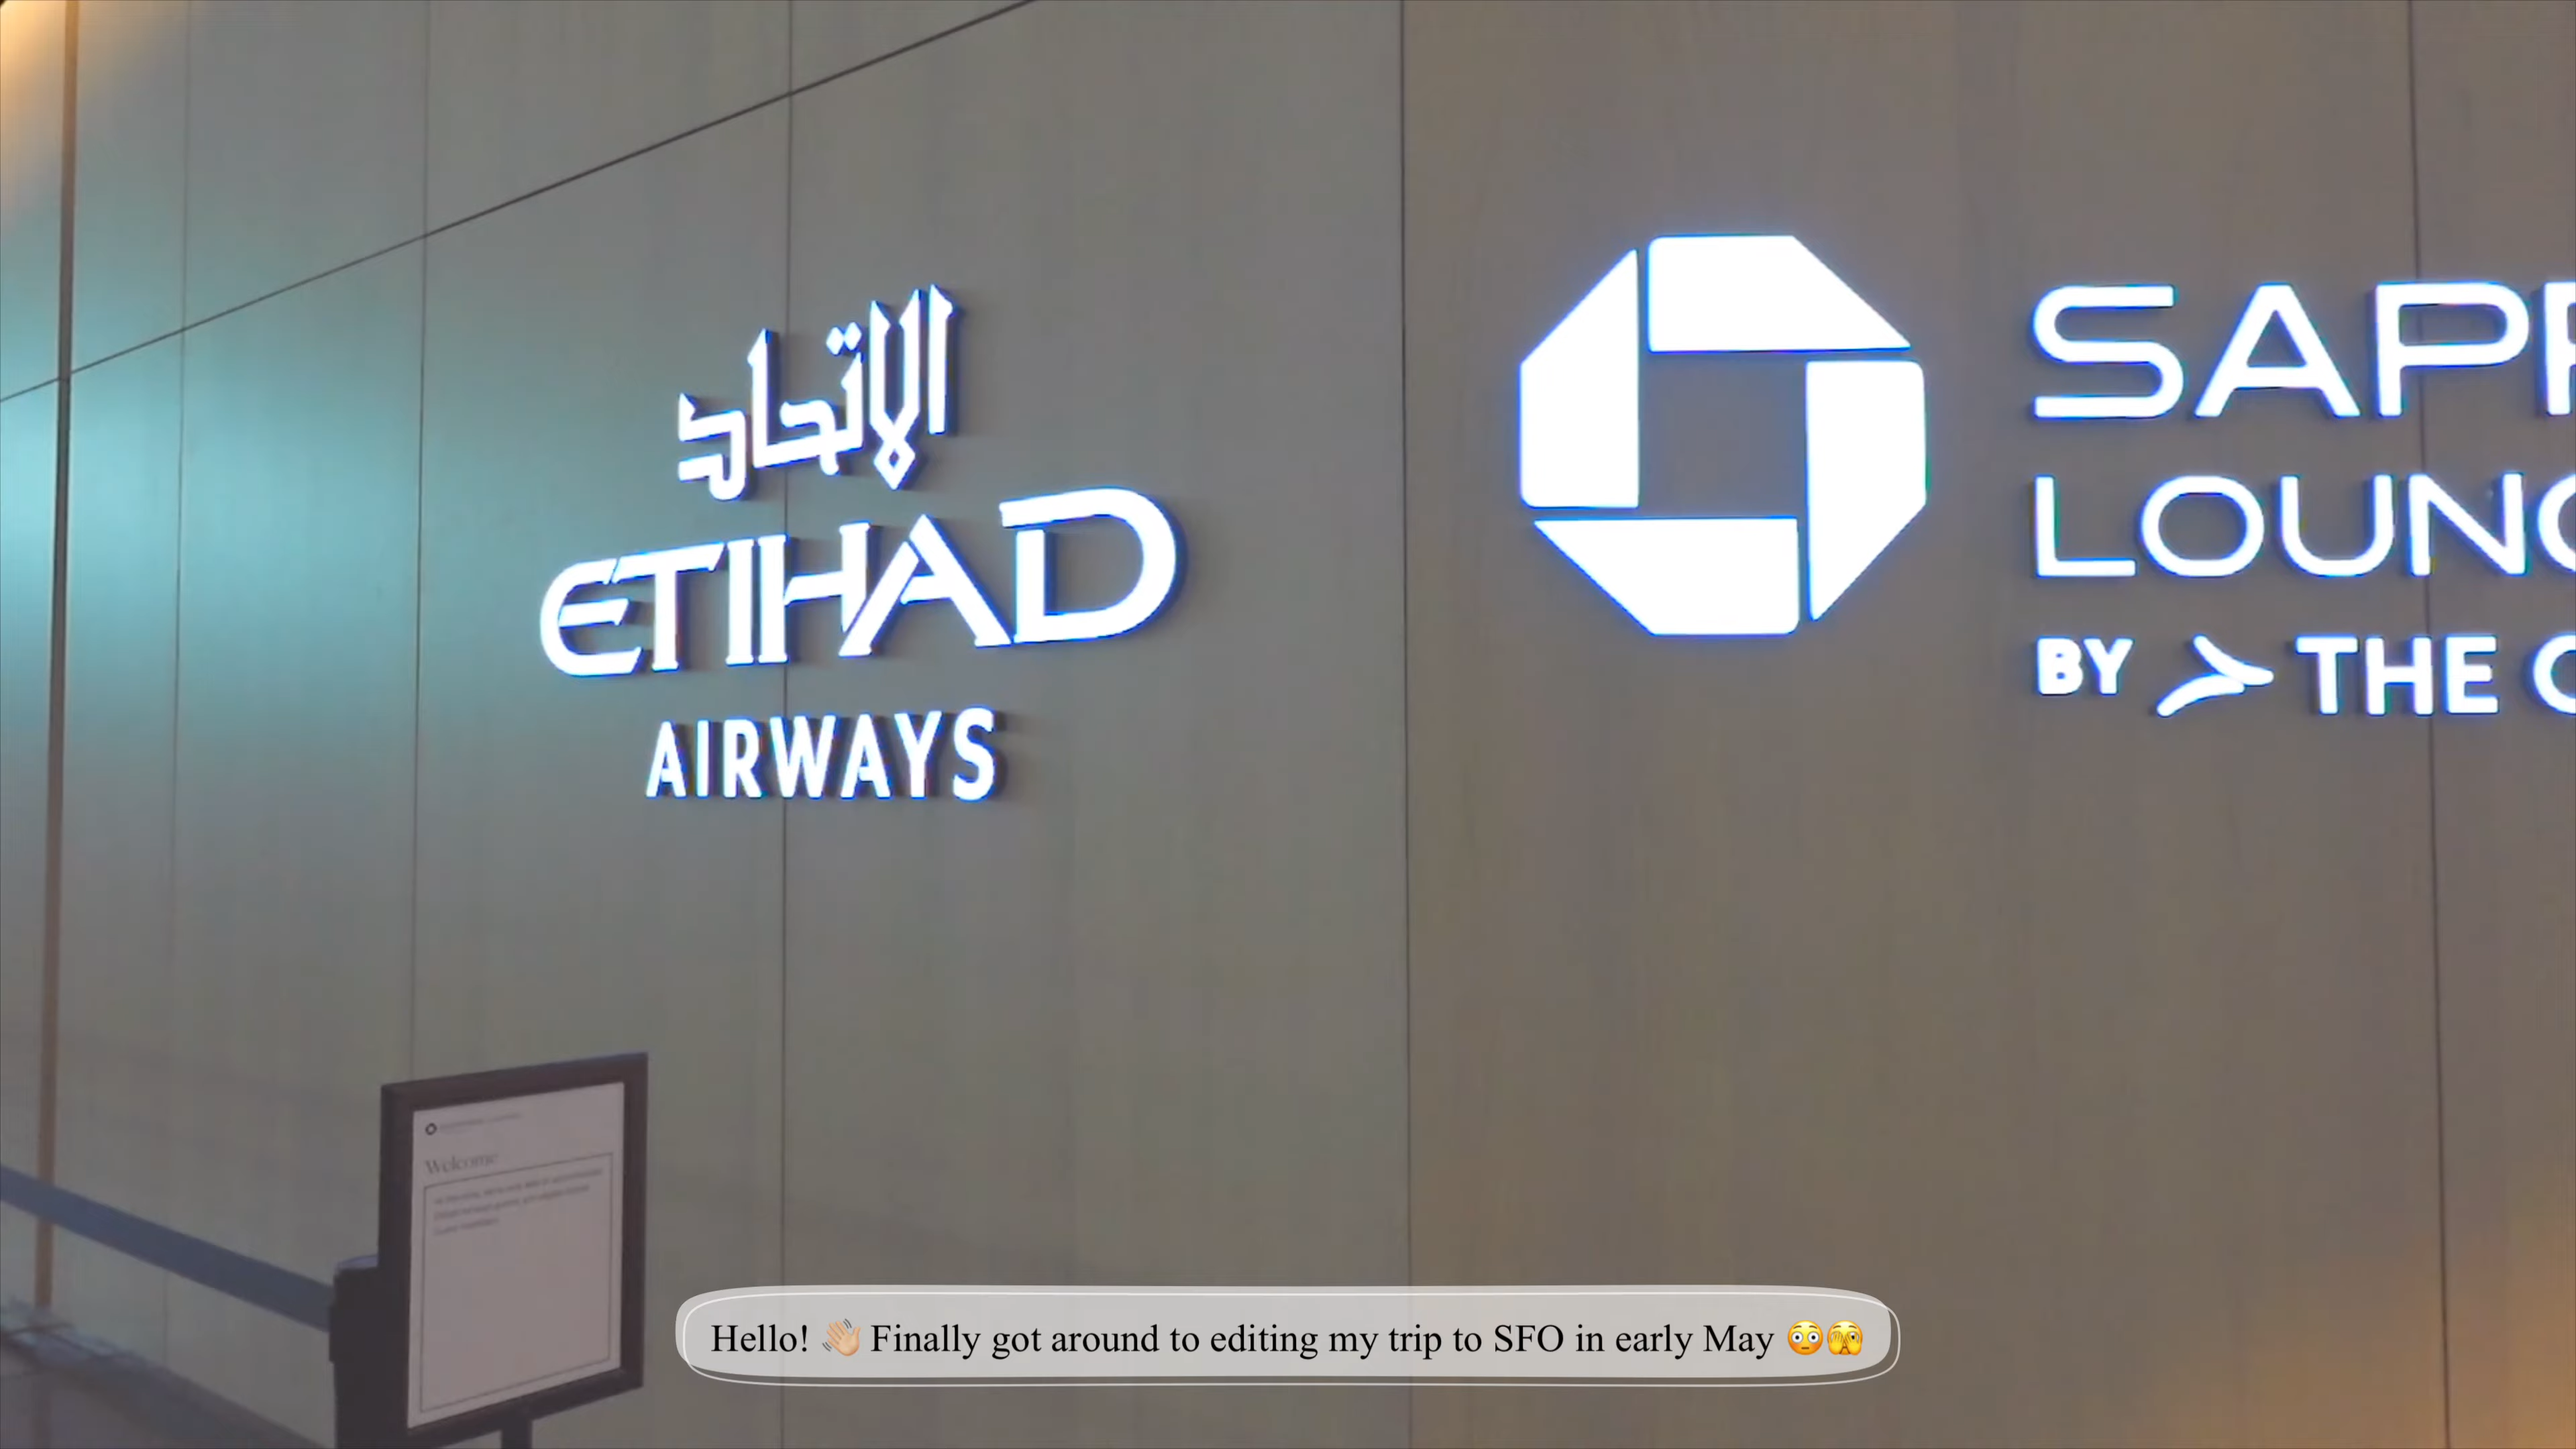 الاتحاد
ETIHAD
AIRWAYS
SAPP
LOUNG
BY THE C
Welcome
Hello! 👋🏼 Finally got around to editing my trip to SFO in early May 😳🫣